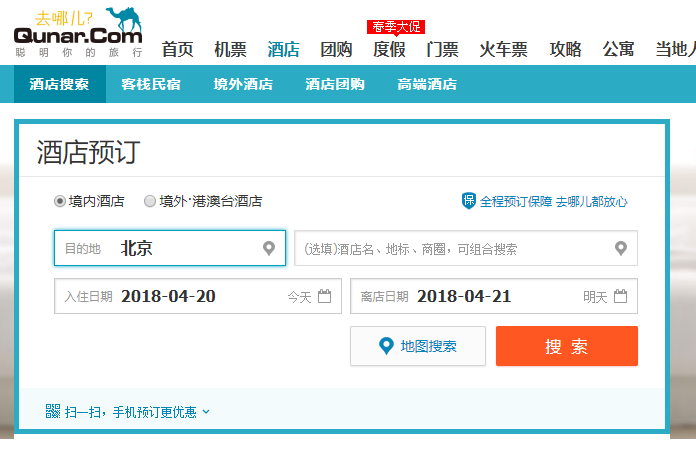 去哪儿?
Qunar.Com
聪明你的旅行
春季大促
首页 机票 酒店 团购 度假 门票 火车票 攻略 公寓 当地
酒店搜索 客栈民宿 境外酒店 酒店团购 高端酒店
酒店预订
境内酒店 境外·港澳台酒店 保 全程预订保障 去哪儿都放心
目的地 北京 (选填)酒店名、地标、商圈，可组合搜索
入住日期 2018-04-20 今天 离店日期 2018-04-21 明天
地图搜索 搜 索
扫一扫，手机预订更优惠